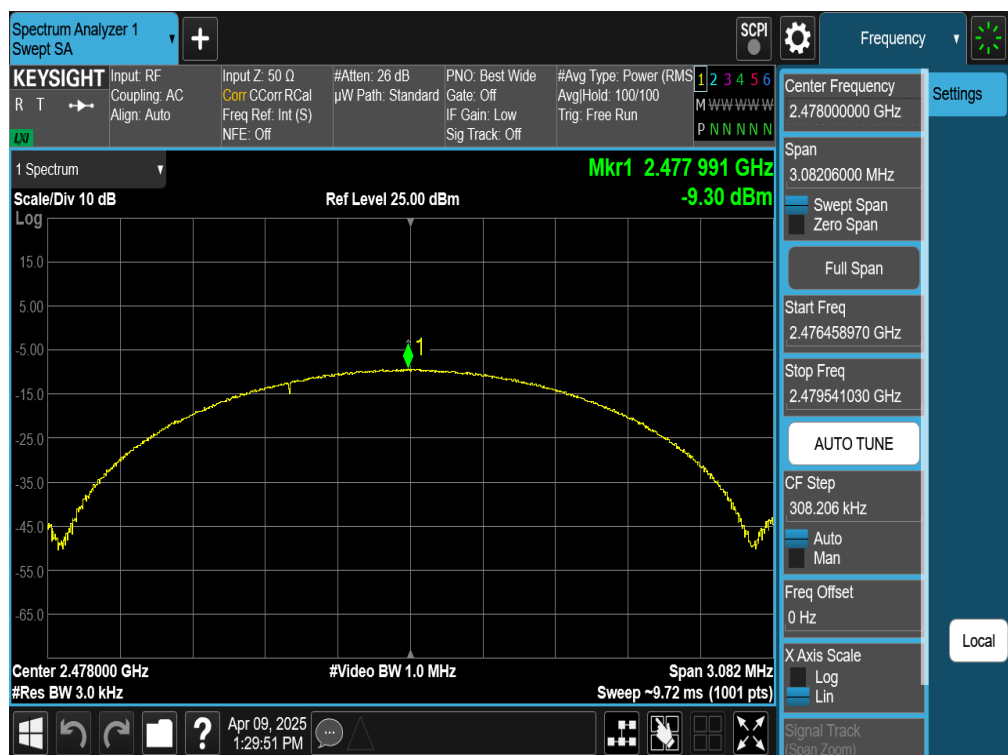 Spectrum Analyzer 1
Swept SA
+
SCPI
Frequency
KEYSIGHT
R T
LXI
Input: RF
Coupling: AC
Align: Auto
Input Z: 50 Ω
Corr CCorr RCal
Freq Ref: Int (S)
NFE: Off
#Atten: 26 dB
µW Path: Standard
PNO: Best Wide
Gate: Off
IF Gain: Low
Sig Track: Off
#Avg Type: Power (RMS
Avg|Hold: 100/100
Trig: Free Run
1 2 3 4 5 6
M W W W W W
P N N N N N
1 Spectrum
Mkr1 2.477 991 GHz
-9.30 dBm
Scale/Div 10 dB
Ref Level 25.00 dBm
Log
15.0
5.00
-5.00
-15.0
-25.0
-35.0
-45.0
-55.0
-65.0
1
Center 2.478000 GHz
#Video BW 1.0 MHz
Span 3.082 MHz
#Res BW 3.0 kHz
Sweep ~9.72 ms (1001 pts)
Center Frequency
2.478000000 GHz
Settings
Span
3.08206000 MHz
Swept Span
Zero Span
Full Span
Start Freq
2.476458970 GHz
Stop Freq
2.479541030 GHz
AUTO TUNE
CF Step
308.206 kHz
Auto
Man
Freq Offset
0 Hz
X Axis Scale
Log
Lin
Signal Track
(Span Zoom)
Local
?
Apr 09, 2025
1:29:51 PM